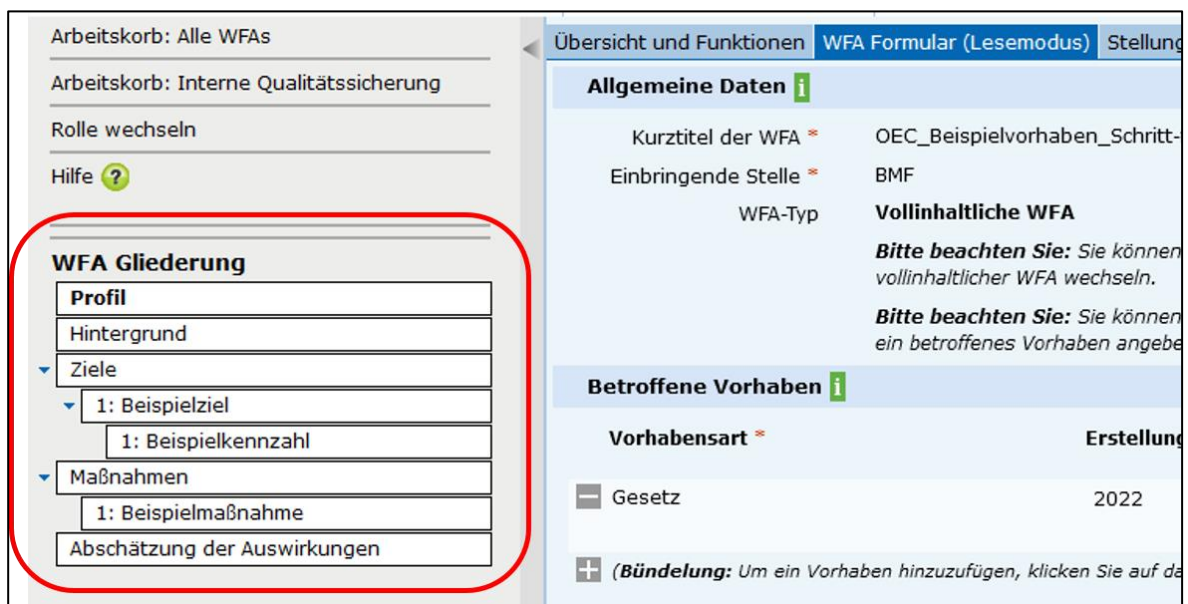 Arbeitskorb: Alle WFAs
Arbeitskorb: Interne Qualitätssicherung
Rolle wechseln
Hilfe ?
WFA Gliederung
Profil
Hintergrund
Ziele
1: Beispielziel
1: Beispielkennzahl
Maßnahmen
1: Beispielmaßnahme
Abschätzung der Auswirkungen
Übersicht und Funktionen WFA Formular (Lesemodus) Stellung
Allgemeine Daten i
Kurztitel der WFA * OEC_Beispielvorhaben_Schritt-
Einbringende Stelle * BMF
WFA-Typ Vollinhaltliche WFA
Bitte beachten Sie: Sie können
vollinhaltlicher WFA wechseln.
Bitte beachten Sie: Sie können
ein betroffenes Vorhaben angebe
Betroffene Vorhaben i
Vorhabensart * Erstellung
Gesetz 2022
(Bündelung: Um ein Vorhaben hinzuzufügen, klicken Sie auf da